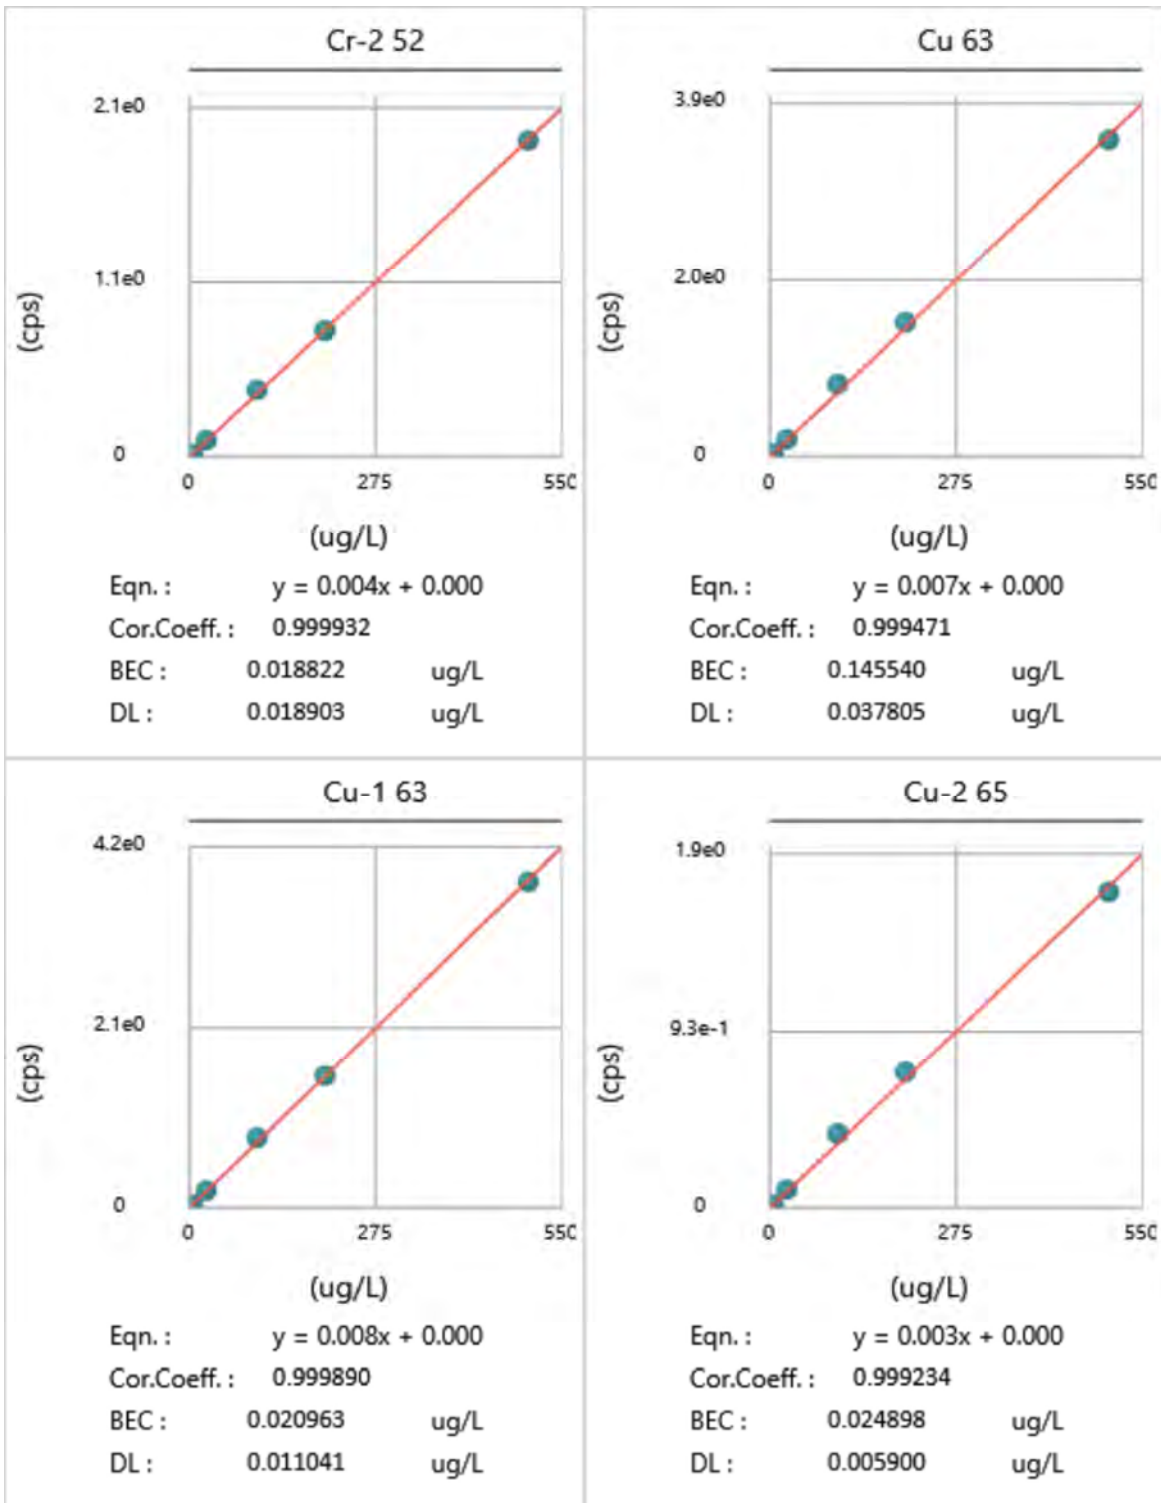 Cr-2 52
2.1e0
1.1e0
0
(cps)
0 275 550
(ug/L)
Eqn. : y = 0.004x + 0.000
Cor.Coeff. : 0.999932
BEC : 0.018822 ug/L
DL : 0.018903 ug/L
Cu 63
3.9e0
2.0e0
0
(cps)
0 275 550
(ug/L)
Eqn. : y = 0.007x + 0.000
Cor.Coeff. : 0.999471
BEC : 0.145540 ug/L
DL : 0.037805 ug/L
Cu-1 63
4.2e0
2.1e0
0
(cps)
0 275 550
(ug/L)
Eqn. : y = 0.008x + 0.000
Cor.Coeff. : 0.999890
BEC : 0.020963 ug/L
DL : 0.011041 ug/L
Cu-2 65
1.9e0
9.3e-1
0
(cps)
0 275 550
(ug/L)
Eqn. : y = 0.003x + 0.000
Cor.Coeff. : 0.999234
BEC : 0.024898 ug/L
DL : 0.005900 ug/L